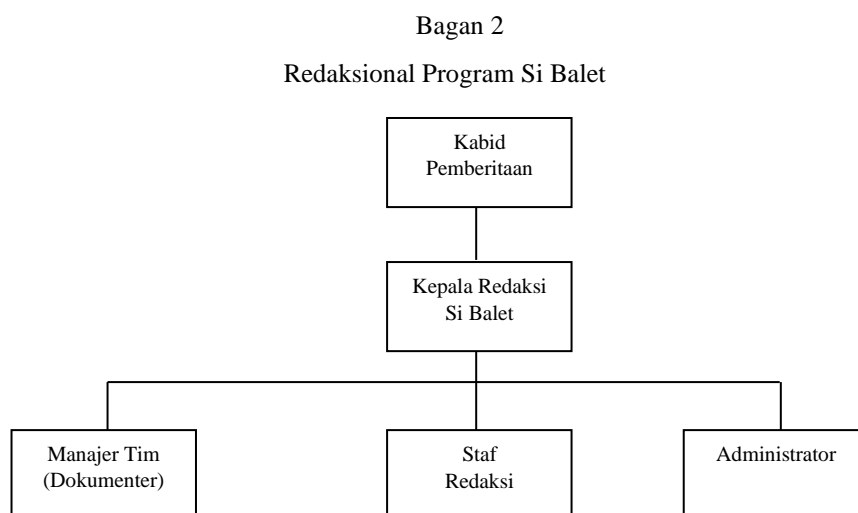 Bagan 2
Redaksional Program Si Balet
Kabid
Pemberitaan
Kepala Redaksi
Si Balet
Manajer Tim
(Dokumenter)
Staf
Redaksi
Administrator